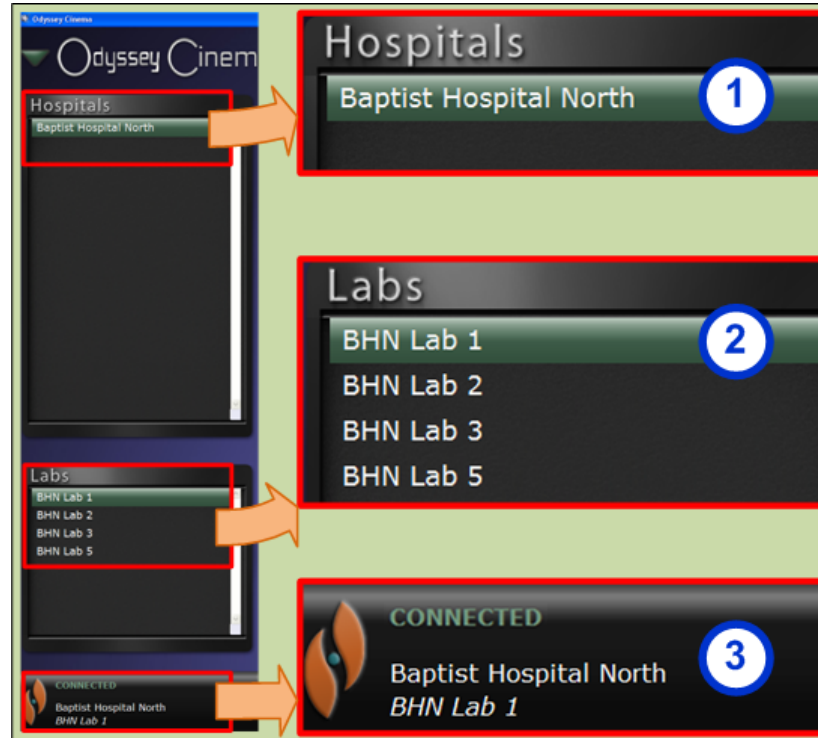 Odyssey Cinema
Odyssey Cinem
Hospitals
Baptist Hospital North
Labs
BHN Lab 1
BHN Lab 2
BHN Lab 3
BHN Lab 5
CONNECTED
Baptist Hospital North
BHN Lab 1
Hospitals
Baptist Hospital North
1
Labs
BHN Lab 1
2
BHN Lab 2
BHN Lab 3
BHN Lab 5
CONNECTED
Baptist Hospital North
3
BHN Lab 1